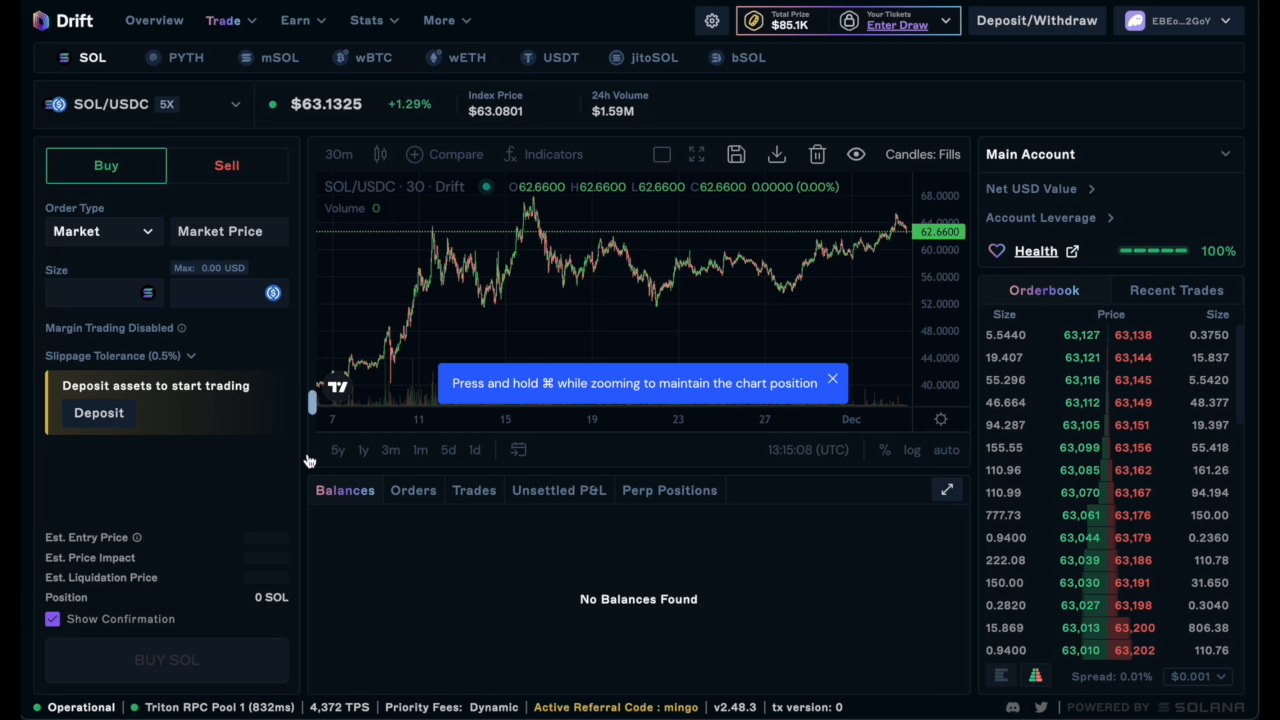 Drift Overview Trade Earn Stats More Total Prize $85.1K Your Tickets Enter Draw Deposit/Withdraw EBEo...2GoY
SOL PYTH mSOL wBTC wETH USDT jitoSOL bSOL
SOL/USDC 5X $63.1325 +1.29% Index Price $63.0801 24h Volume $1.59M
Buy Sell
Order Type
Market Market Price
Size Max: 0.00 USD
Margin Trading Disabled
Slippage Tolerance (0.5%)
Deposit assets to start trading
Deposit
Est. Entry Price
Est. Price Impact
Est. Liquidation Price
Position 0 SOL
Show Confirmation
BUY SOL
30m Compare Indicators Candles: Fills
SOL/USDC · 30 · Drift O62.6600 H62.6600 L62.6600 C62.6600 0.0000 (0.00%)
Volume 0
68.0000
64.0000
62.6600
60.0000
56.0000
52.0000
48.0000
44.0000
40.0000
Press and hold ⌘ while zooming to maintain the chart position
7 11 15 19 23 27 Dec
5y 1y 3m 1m 5d 1d 13:15:08 (UTC) % log auto
Balances Orders Trades Unsettled P&L Perp Positions
No Balances Found
Main Account
Net USD Value
Account Leverage
Health 100%
Orderbook Recent Trades
Size Price Size
5.5440 63,127 63,138 0.3750
19.407 63,121 63,144 15.837
55.296 63,116 63,145 5.5420
46.664 63,112 63,149 48.377
94.287 63,105 63,151 19.397
155.55 63,099 63,156 55.418
110.96 63,085 63,162 161.26
110.99 63,070 63,167 94.194
777.73 63,061 63,176 150.00
0.9400 63,044 63,179 0.2360
222.08 63,039 63,186 110.78
150.00 63,030 63,191 31.650
0.2820 63,027 63,198 0.3040
15.869 63,013 63,200 806.38
0.9400 63,010 63,202 110.76
Spread: 0.01% $0.001
Operational Triton RPC Pool 1 (832ms) 4,372 TPS Priority Fees: Dynamic Active Referral Code : mingo v2.48.3 tx version: 0 POWERED BY SOLANA